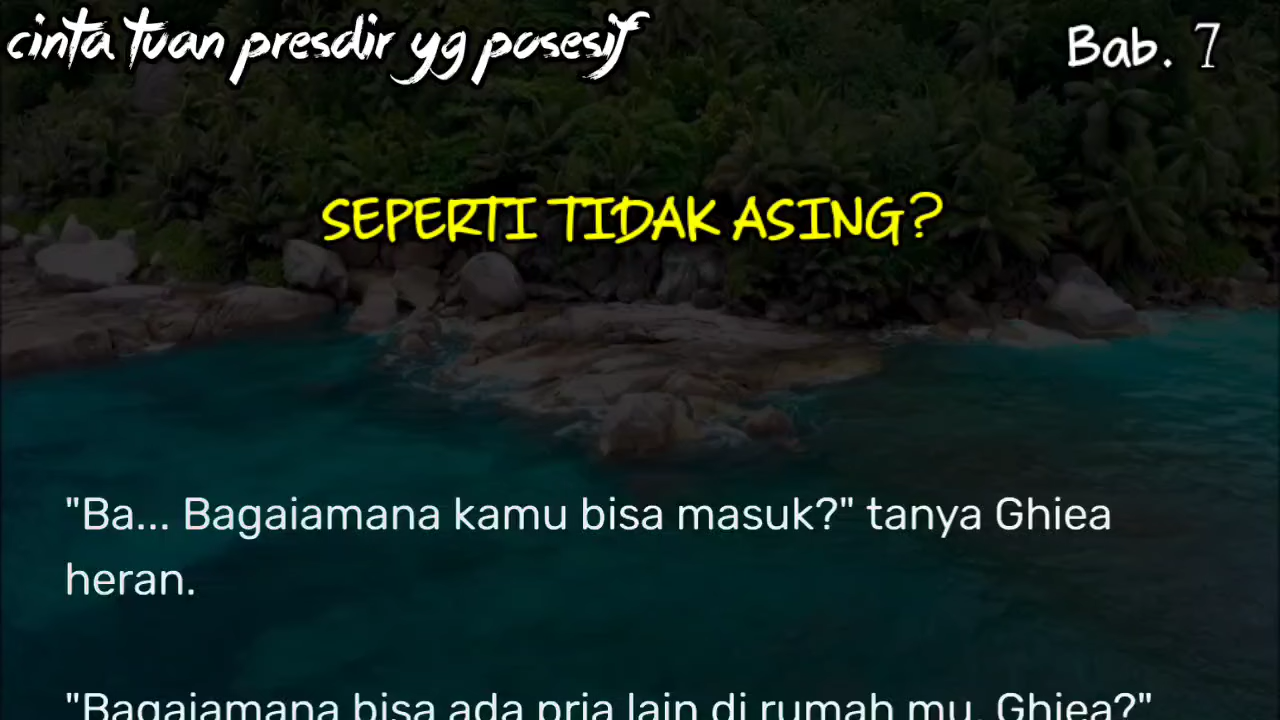 cinta tuan presdir yg posesif
Bab. 7
SEPERTI TIDAK ASING?
"Ba... Bagaiamana kamu bisa masuk?" tanya Ghiea
heran.
"Bagaiamana bisa ada pria lain di rumah mu, Ghiea?"